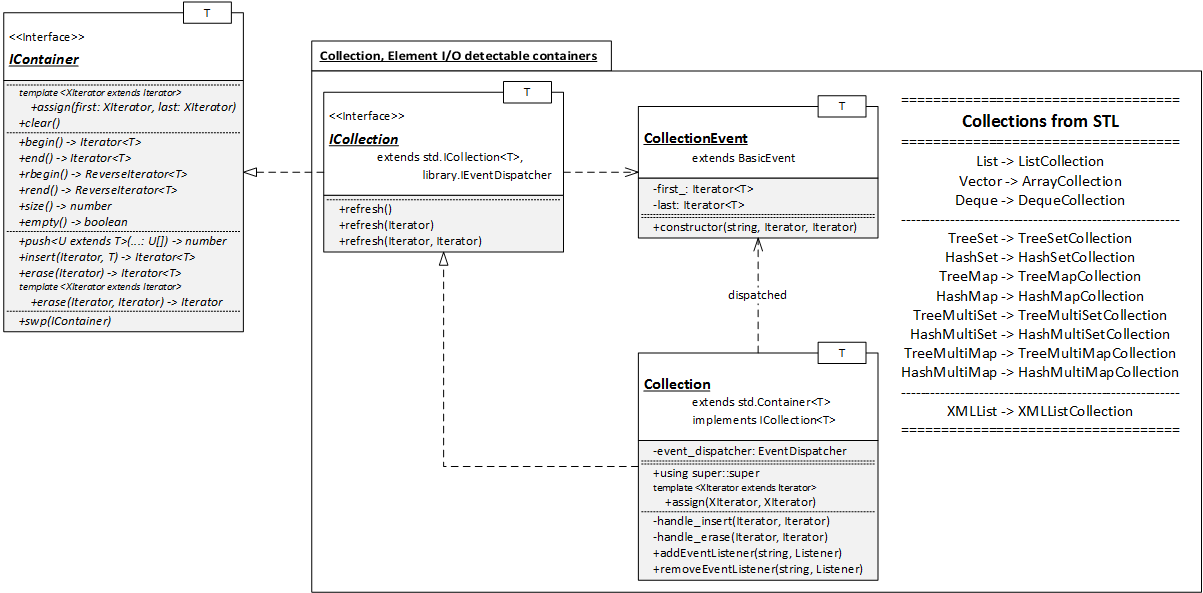 T
<<Interface>>
IContainer
template <XIterator extends Iterator>
+assign(first: XIterator, last: XIterator)
+clear()
+begin() -> Iterator<T>
+end() -> Iterator<T>
+rbegin() -> ReverseIterator<T>
+rend() -> ReverseIterator<T>
+size() -> number
+empty() -> boolean
+push<U extends T>(...: U[]) -> number
+insert(Iterator, T) -> Iterator<T>
+erase(Iterator) -> Iterator<T>
template <XIterator extends Iterator>
+erase(Iterator, Iterator) -> Iterator
+swp(IContainer)
Collection, Element I/O detectable containers
T
<<Interface>>
ICollection
extends std.ICollection<T>,
library.IEventDispatcher
+refresh()
+refresh(Iterator)
+refresh(Iterator, Iterator)
T
CollectionEvent
extends BasicEvent
-first_: Iterator<T>
-last: Iterator<T>
+constructor(string, Iterator, Iterator)
dispatched
T
Collection
extends std.Container<T>
implements ICollection<T>
-event_dispatcher: EventDispatcher
+using super::super
template <XIterator extends Iterator>
+assign(XIterator, XIterator)
-handle_insert(Iterator, Iterator)
-handle_erase(Iterator, Iterator)
+addEventListener(string, Listener)
+removeEventListener(string, Listener)
=====================================
Collections from STL
=====================================
List -> ListCollection
Vector -> ArrayCollection
Deque -> DequeCollection
-----------------------------------------------------
TreeSet -> TreeSetCollection
HashSet -> HashSetCollection
TreeMap -> TreeMapCollection
HashMap -> HashMapCollection
TreeMultiSet -> TreeMultiSetCollection
HashMultiSet -> HashMultiSetCollection
TreeMultiMap -> TreeMultiMapCollection
HashMultiMap -> HashMultiMapCollection
-----------------------------------------------------
XMLList -> XMLListCollection
=====================================